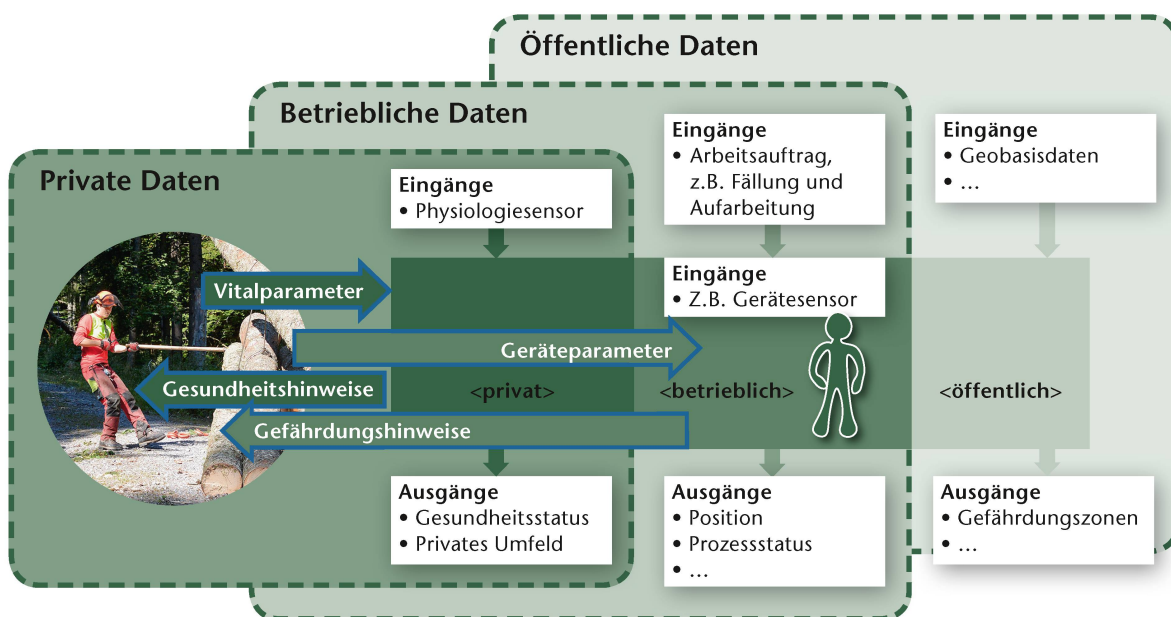 Öffentliche Daten
Betriebliche Daten
Private Daten
Eingänge
• Physiologiesensor
Eingänge
• Arbeitsauftrag,
z.B. Fällung und
Aufarbeitung
Eingänge
• Geobasisdaten
• ...
Eingänge
• Z.B. Gerätesensor
Vitalparameter
Geräteparameter
Gesundheitshinweise
<privat>
<betrieblich>
<öffentlich>
Gefährdungshinweise
Ausgänge
• Gesundheitsstatus
• Privates Umfeld
Ausgänge
• Position
• Prozessstatus
• ...
Ausgänge
• Gefährdungszonen
• ...